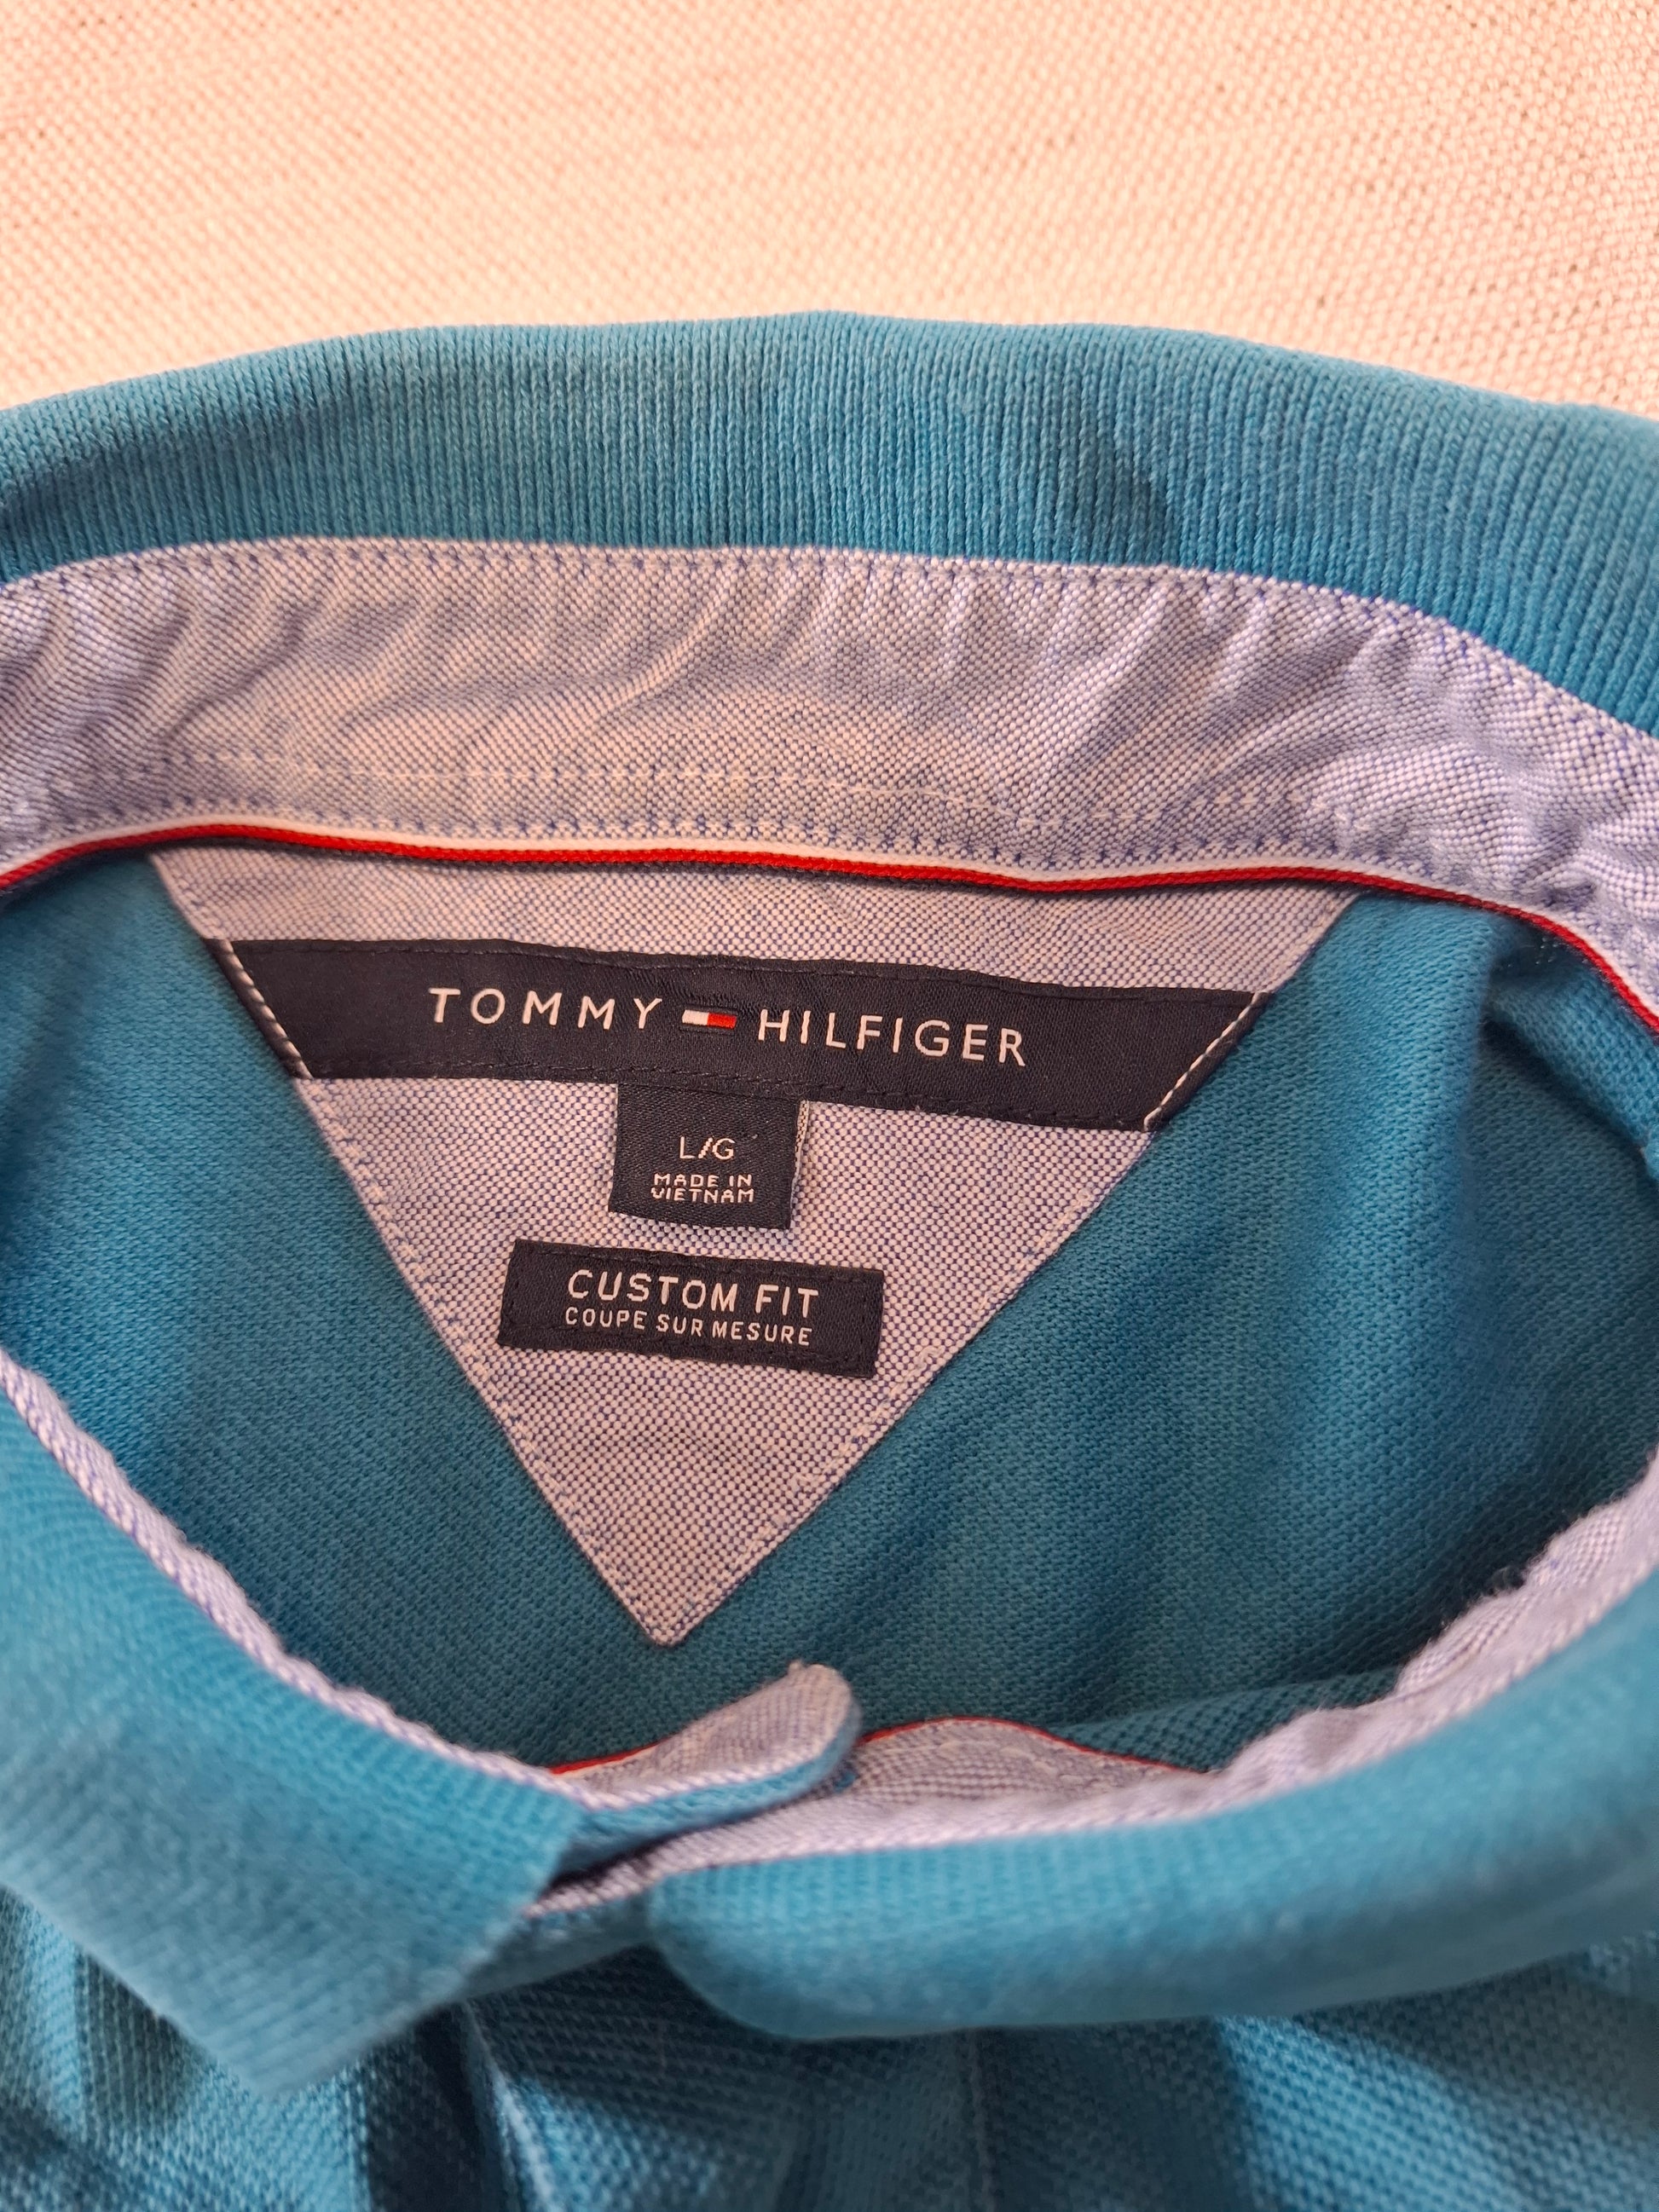 TOMMY HILFIGER
L/G
MADE IN
VIETNAM
CUSTOM FIT
COUPE SUR MESURE